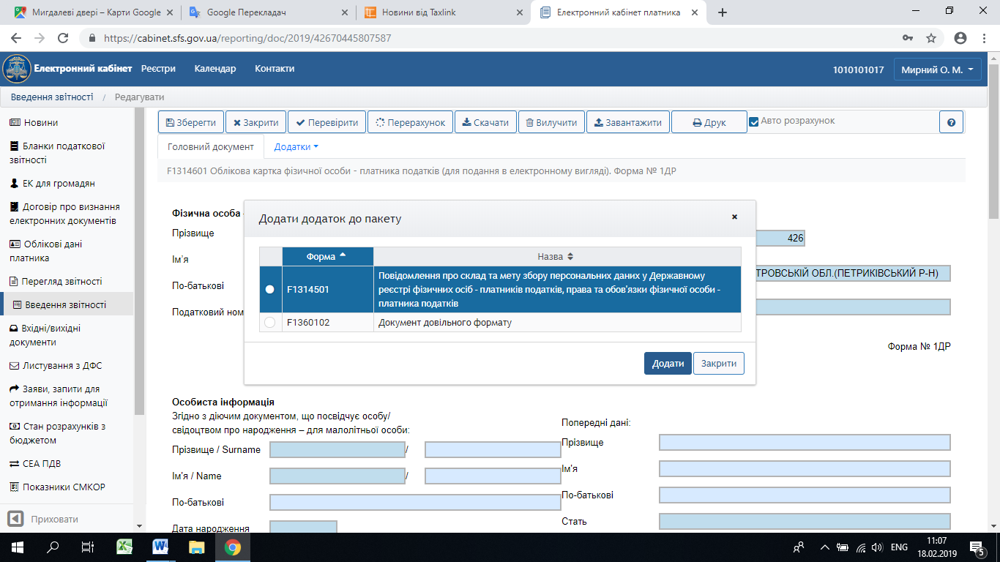 Мигдалеві двері – Карти Google
Google Перекладач
Новини від Taxlink
Електронний кабінет платника
https://cabinet.sfs.gov.ua/reporting/doc/2019/42670445807587
Електронний кабінет
Реєстри
Календар
Контакти
1010101017
Мирний О. М.
Введення звітності / Редагувати
Новини
Бланки податкової
звітності
ЕК для громадян
Договір про визнання
електронних документів
Облікові дані
платника
Перегляд звітності
Введення звітності
Вхідні/вихідні
документи
Листування з ДФС
Заяви, запити для
отримання інформації
Стан розрахунків з
бюджетом
СЕА ПДВ
Показники СМКОР
Приховати
Зберегти
Закрити
Перевірити
Перерахунок
Скачати
Вилучити
Завантажити
Друк
Авто розрахунок
Головний документ
Додатки
F1314601 Облікова картка фізичної особи - платника податків (для подання в електронному вигляді). Форма № 1ДР
Фізична особа
Прізвище
426
Ім'я
По-батькові
ТРОВСЬКІЙ ОБЛ.(ПЕТРИКІВСЬКИЙ Р-Н)
Податковий ном
Форма № 1ДР
Додати додаток до пакету
Форма
Назва
F1314501
Повідомлення про склад та мету збору персональних даних у Державному
реєстрі фізичних осіб - платників податків, права та обов'язки фізичної особи -
платника податків
F1360102
Документ довільного формату
Додати
Закрити
Особиста інформація
Згідно з діючим документом, що посвідчує особу/
свідоцтвом про народження – для малолітньої особи:
Прізвище / Surname
/
Ім'я / Name
/
По-батькові
Дата народження
Попередні дані:
Прізвище
Ім'я
По-батькові
Стать
ENG
11:07
18.02.2019
5